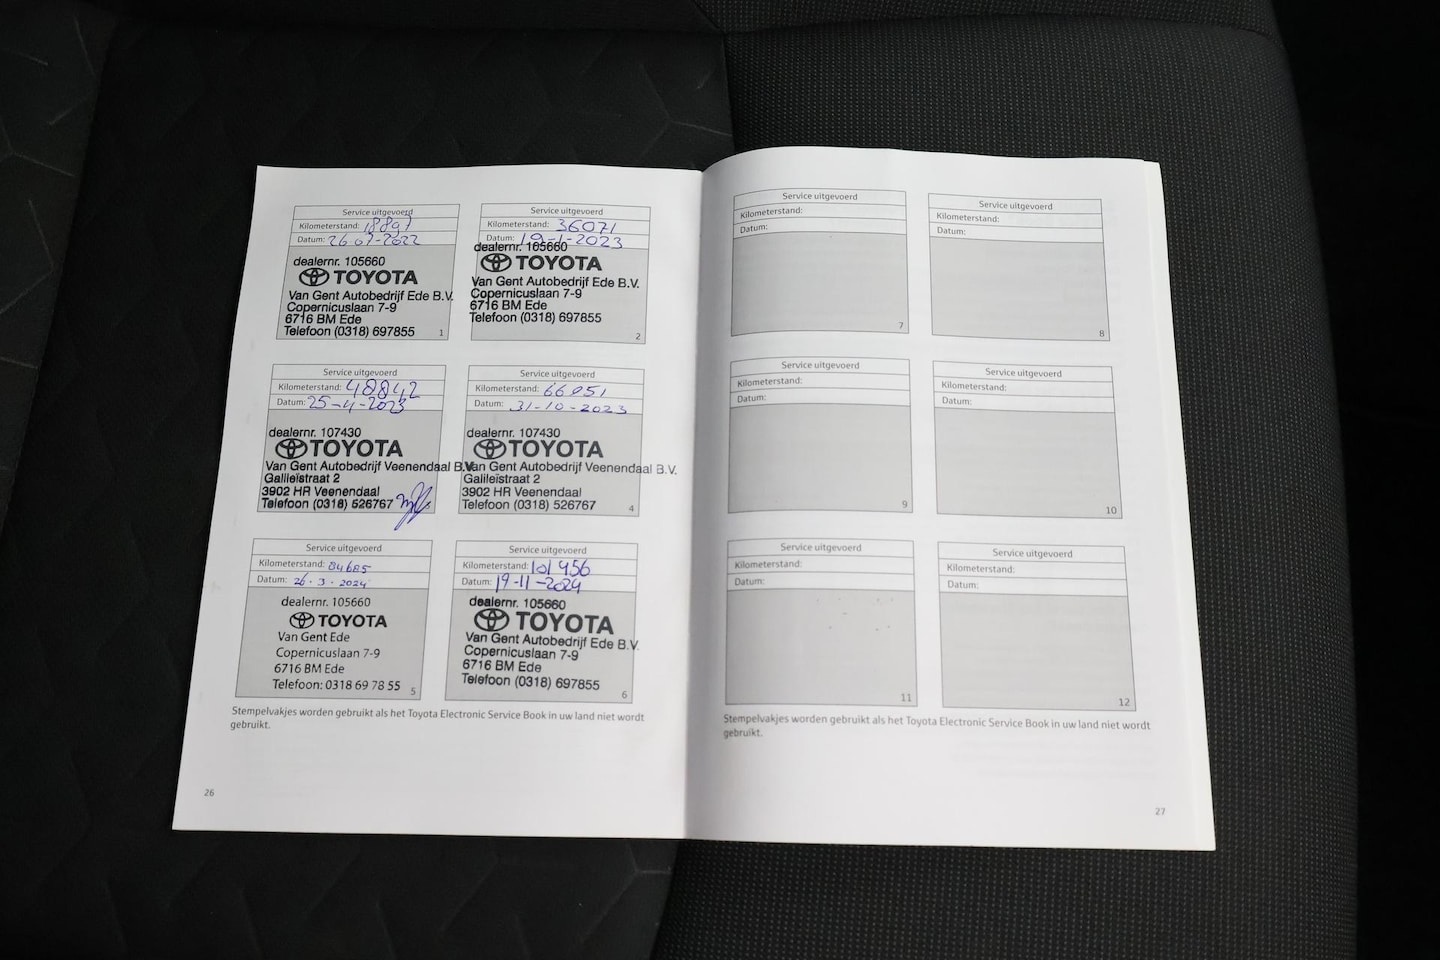 Service uitgevoerd
Kilometerstand: 18897
Datum: 26 07-2022
dealernr. 105660
TOYOTA
Van Gent Autobedrijf Ede B.V.
Copernicuslaan 7-9
6716 BM Ede
Telefoon (0318) 697855
1
Service uitgevoerd
Kilometerstand: 36071
Datum: 19-1-2023
dealernr. 105660
TOYOTA
Van Gent Autobedrijf Ede B.V.
Copernicuslaan 7-9
6716 BM Ede
Telefoon (0318) 697855
2
Service uitgevoerd
Kilometerstand: 48842
Datum: 25-4-2023
dealernr. 107430
TOYOTA
Van Gent Autobedrijf Veenendaal B.V.
Galileïstraat 2
3902 HR Veenendaal
Telefoon (0318) 526767
Service uitgevoerd
Kilometerstand: 66051
Datum: 31-10-2023
dealernr. 107430
TOYOTA
Van Gent Autobedrijf Veenendaal B.V.
Galileïstraat 2
3902 HR Veenendaal
Telefoon (0318) 526767
4
Service uitgevoerd
Kilometerstand: 84685
Datum: 26-3-2024
dealernr. 105660
TOYOTA
Van Gent Ede
Copernicuslaan 7-9
6716 BM Ede
Telefoon: 0318 69 78 55
5
Service uitgevoerd
Kilometerstand: 101956
Datum: 19-11-2024
dealernr. 105660
TOYOTA
Van Gent Autobedrijf Ede B.V.
Copernicuslaan 7-9
6716 BM Ede
Telefoon (0318) 697855
6
Stempelvakjes worden gebruikt als het Toyota Electronic Service Book in uw land niet wordt
gebruikt.
26
Service uitgevoerd
Kilometerstand:
Datum:
7
Service uitgevoerd
Kilometerstand:
Datum:
8
Service uitgevoerd
Kilometerstand:
Datum:
9
Service uitgevoerd
Kilometerstand:
Datum:
10
Service uitgevoerd
Kilometerstand:
Datum:
11
Service uitgevoerd
Kilometerstand:
Datum:
12
Stempelvakjes worden gebruikt als het Toyota Electronic Service Book in uw land niet wordt
gebruikt.
27